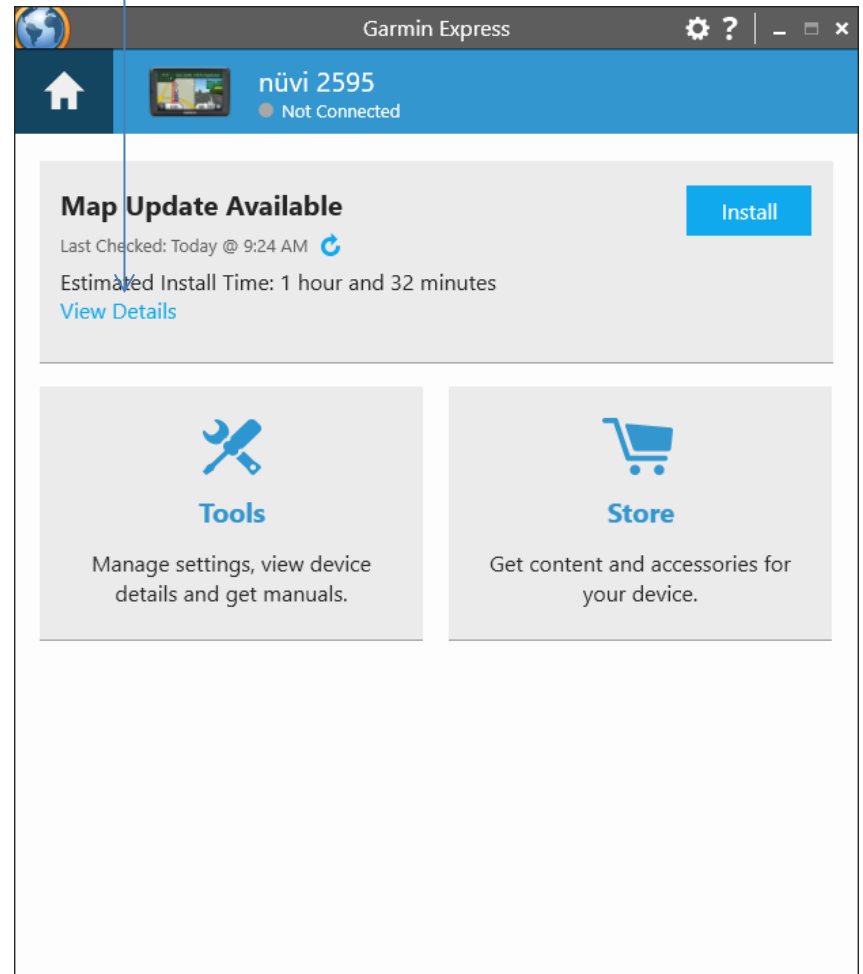 Garmin Express
nüvi 2595
Not Connected
Map Update Available
Install
Last Checked: Today @ 9:24 AM
Estimated Install Time: 1 hour and 32 minutes
View Details
Tools
Manage settings, view device
details and get manuals.
Store
Get content and accessories for
your device.